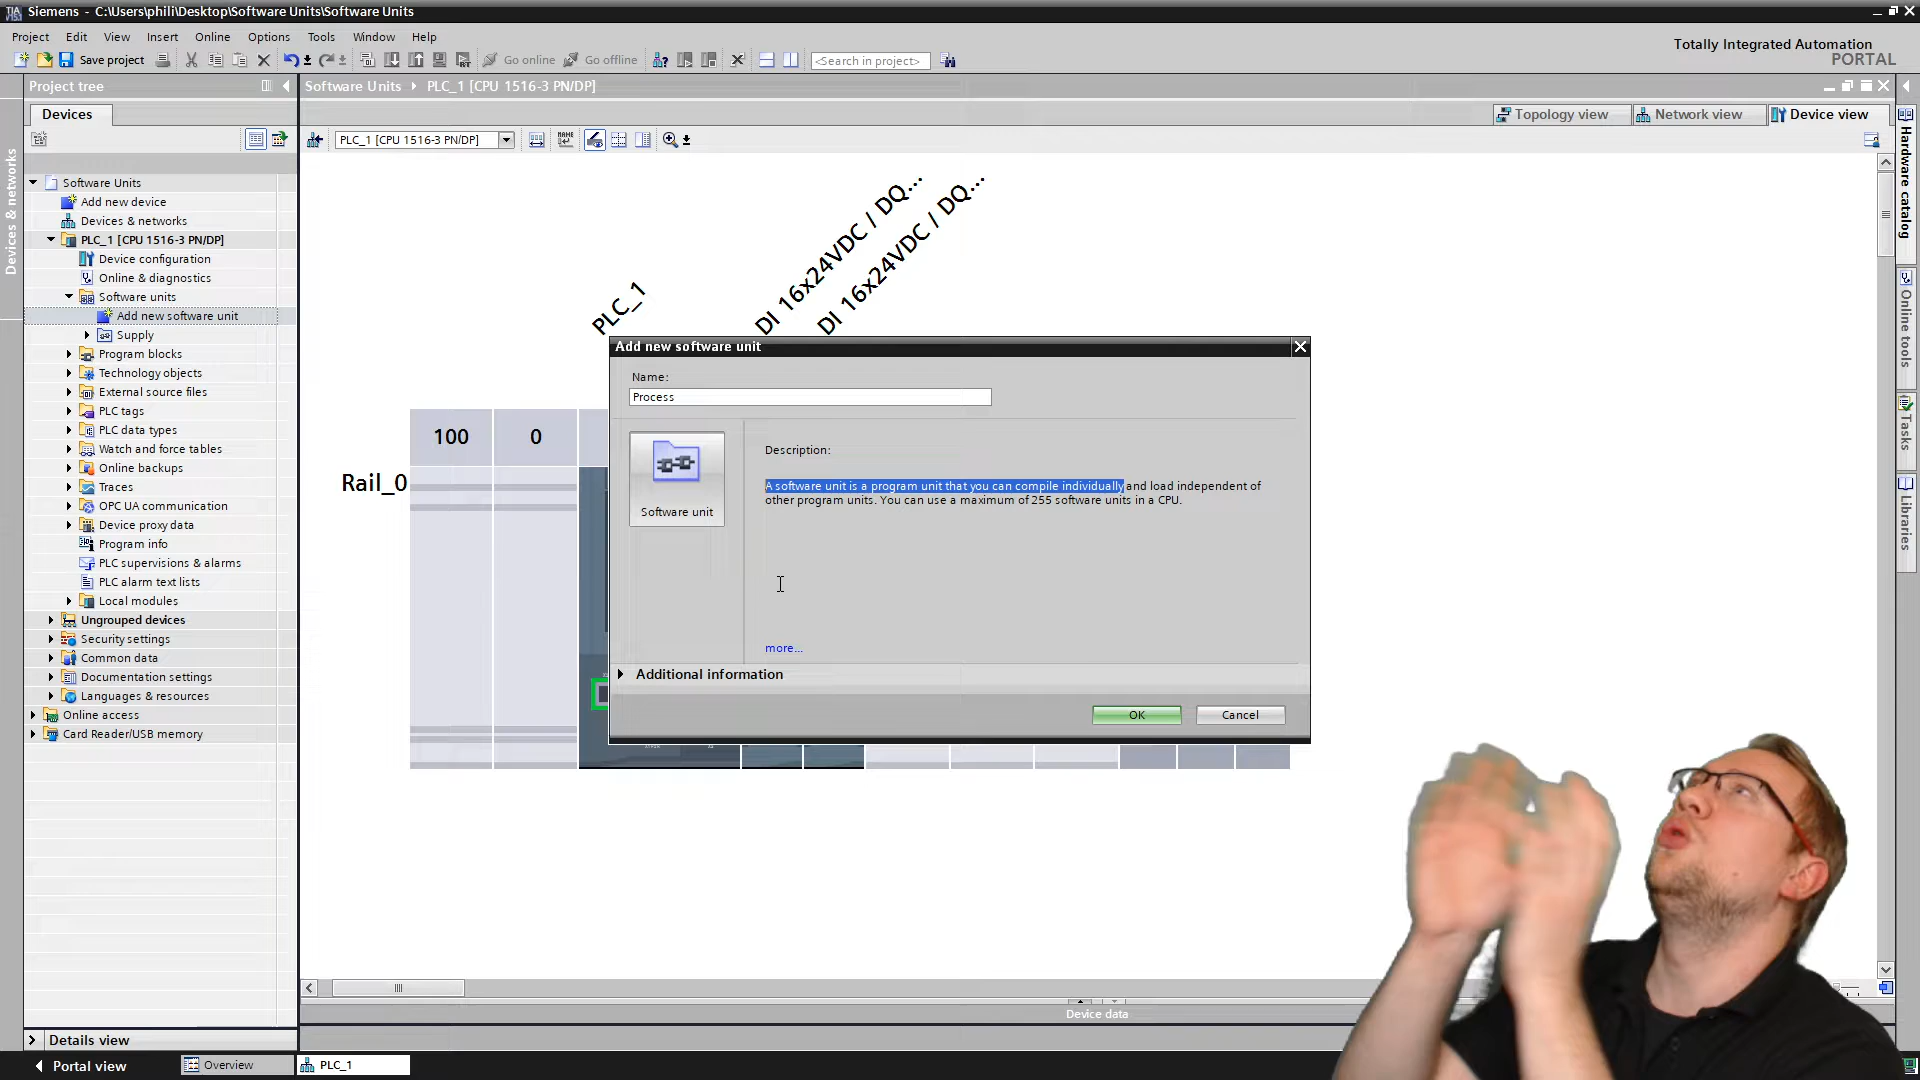 Siemens - C:\Users\phili\Desktop\Software Units\Software Units
Project Edit View Insert Online Options Tools Window Help
Totally Integrated Automation
PORTAL
Save project
Go online
Go offline
<Search in project>
Project tree
Software Units
PLC_1 [CPU 1516-3 PN/DP]
Devices
Topology view
Network view
Device view
PLC_1 [CPU 1516-3 PN/DP]
Devices & networks
Software Units
Add new device
Devices & networks
PLC_1 [CPU 1516-3 PN/DP]
Device configuration
Online & diagnostics
Software units
Add new software unit
Supply
Program blocks
Technology objects
External source files
PLC tags
PLC data types
Watch and force tables
Online backups
Traces
OPC UA communication
Device proxy data
Program info
PLC supervisions & alarms
PLC alarm text lists
Local modules
Ungrouped devices
Security settings
Common data
Documentation settings
Languages & resources
Online access
Card Reader/USB memory
PLC_1
DI 16x24VDC / DQ...
DI 16x24VDC / DQ...
100
0
Rail_0
Add new software unit
Name:
Process
Software unit
Description:
A software unit is a program unit that you can compile individually and load independent of
other program units. You can use a maximum of 255 software units in a CPU.
more...
Additional information
OK
Cancel
Hardware catalog
Online tools
Tasks
Libraries
Device data
Details view
Portal view
Overview
PLC_1